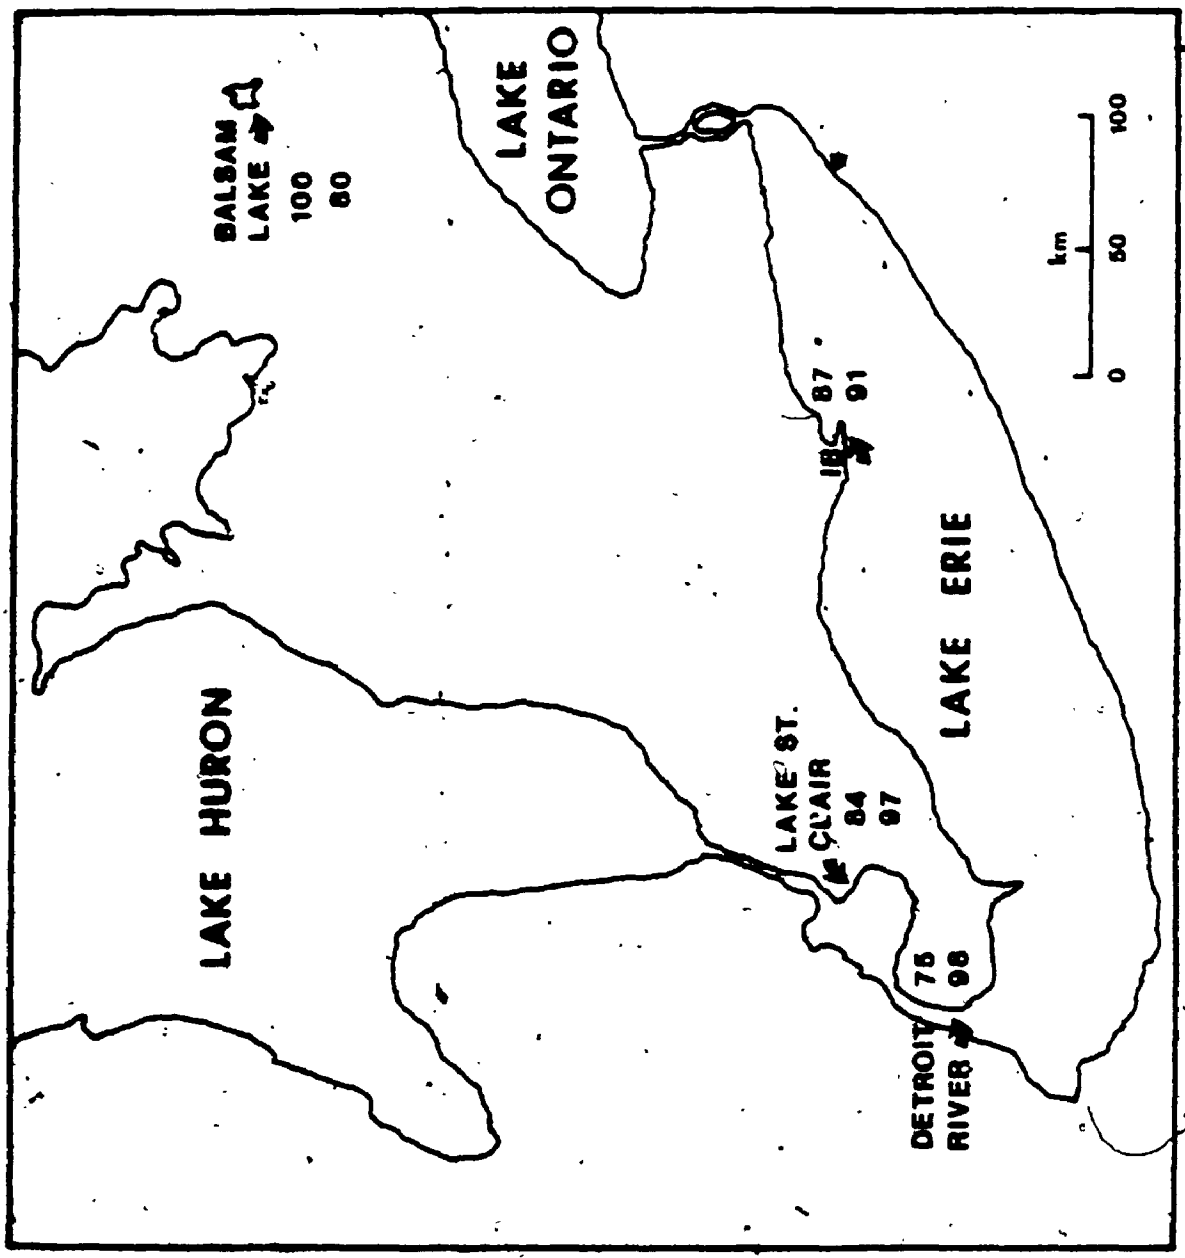 LAKE HURON
BALSAM
LAKE
100
80
LAKE
ONTARIO
LAKE ST.
CLAIR
84
97
IB 87
91
DETROIT 75
RIVER 98
LAKE ERIE
km
0 50 100